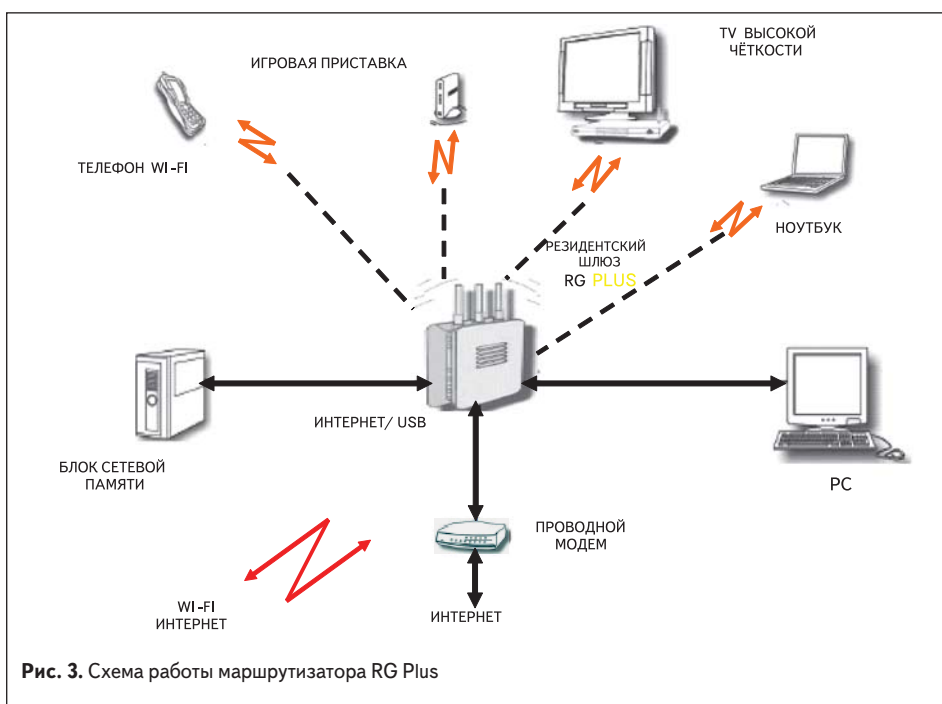 TV ВЫСОКОЙ
ЧЁТКОСТИ
ИГРОВАЯ ПРИСТАВКА
ТЕЛЕФОН WI-FI
НОУТБУК
РЕЗИДЕНТСКИЙ
ШЛЮЗ
RG PLUS
ИНТЕРНЕТ/ USB
БЛОК СЕТЕВОЙ
ПАМЯТИ
PC
ПРОВОДНОЙ
МОДЕМ
WI-FI
ИНТЕРНЕТ
ИНТЕРНЕТ
Рис. 3. Схема работы маршрутизатора RG Plus